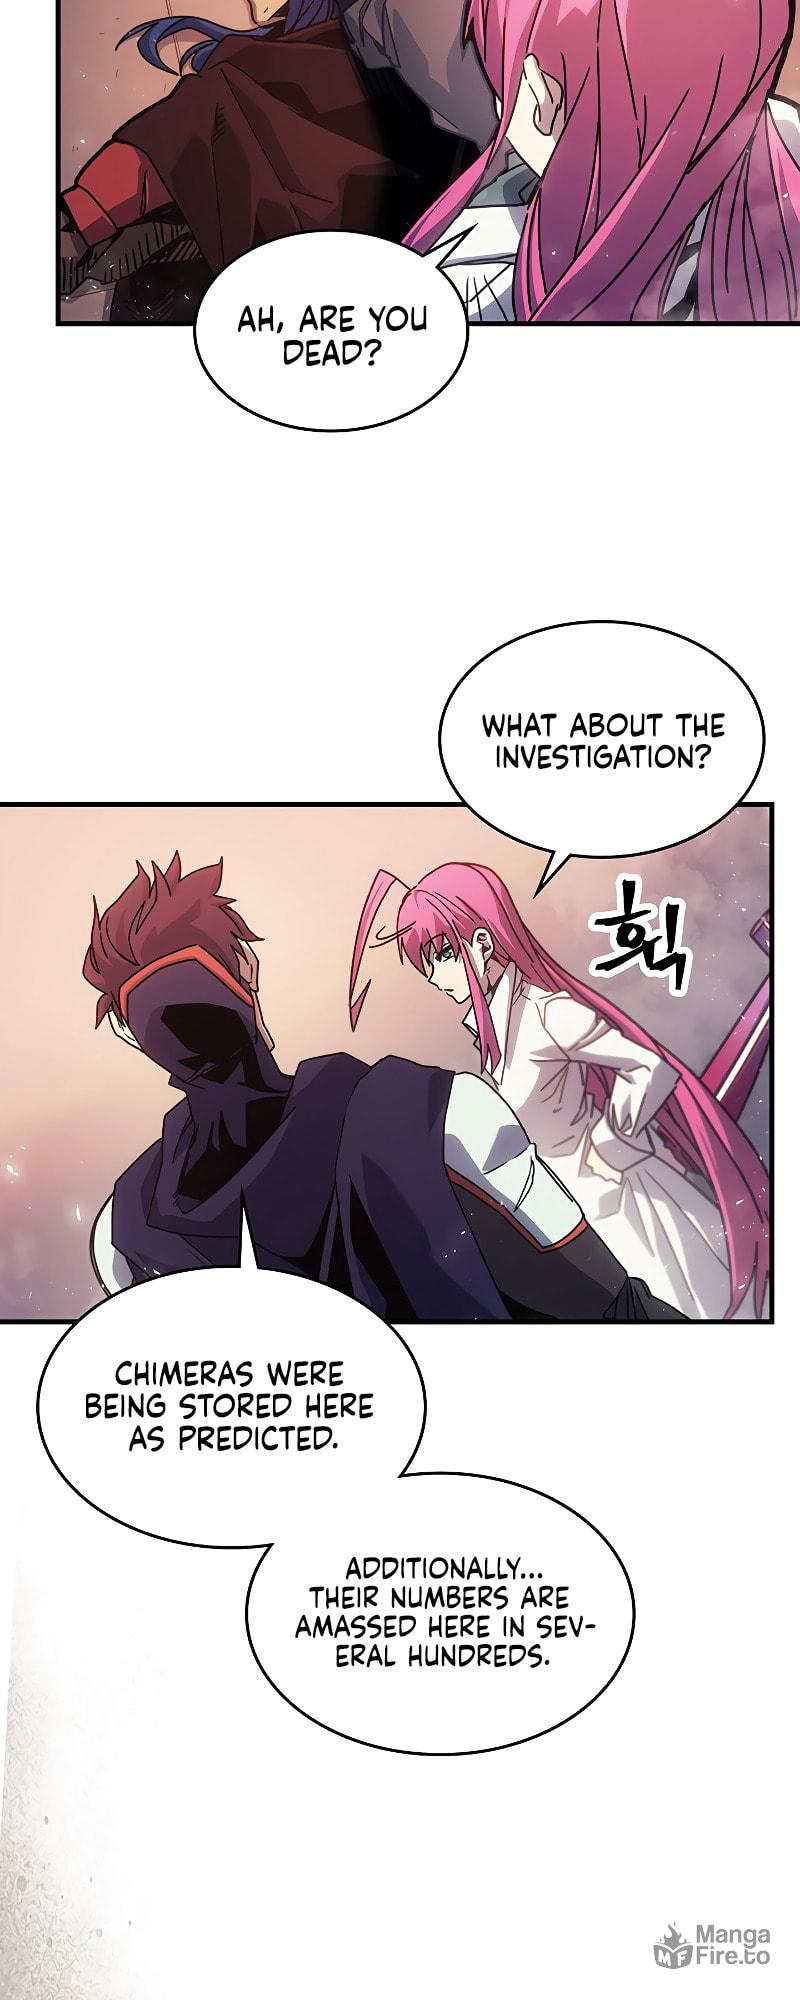 AH, ARE YOU
DEAD?
WHAT ABOUT THE
INVESTIGATION?
휙
CHIMERAS WERE
BEING STORED HERE
AS PREDICTED.
ADDITIONALLY...
THEIR NUMBERS ARE
AMASSED HERE IN SEV-
ERAL HUNDREDS.
Manga
MF Fire.to